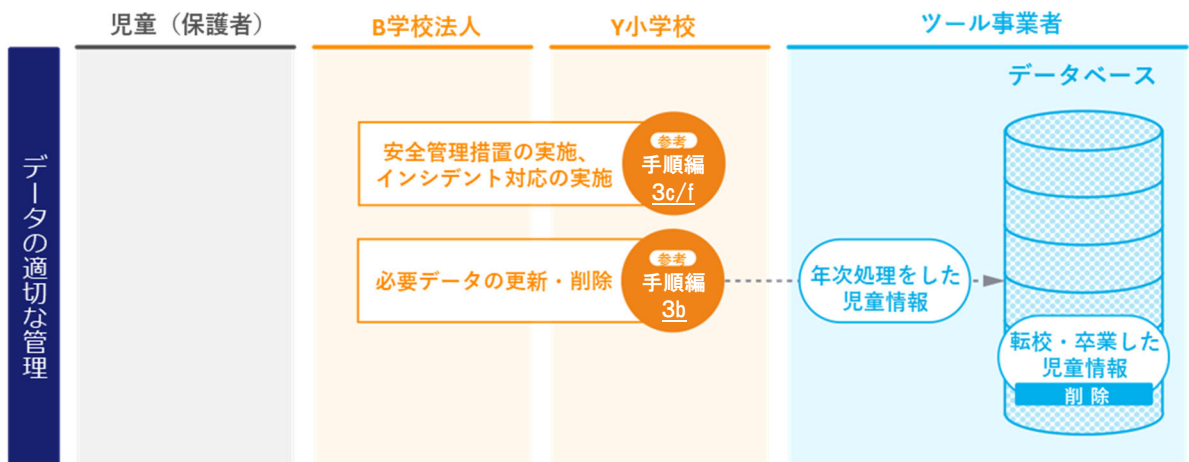 児童（保護者）
B学校法人
Y小学校
ツール事業者
データの適切な管理
データベース
安全管理措置の実施、
インシデント対応の実施
参考
手順編
3c/f
必要データの更新・削除
参考
手順編
3b
年次処理をした
児童情報
転校・卒業した
児童情報
削除